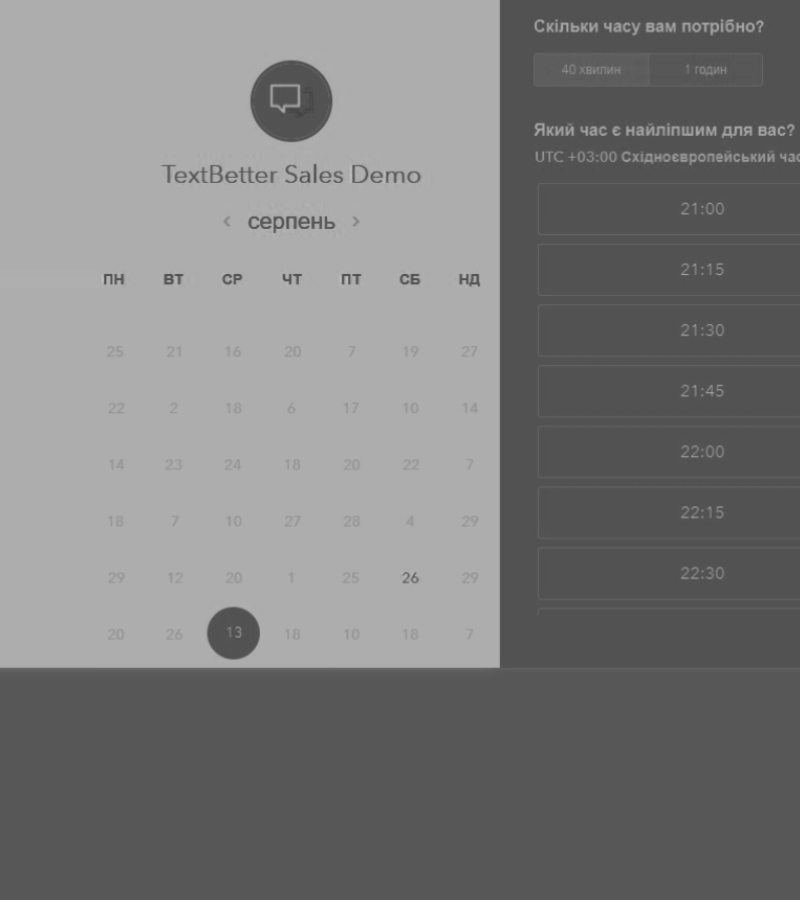 TextBetter Sales Demo
серпень
ПН ВТ СР ЧТ ПТ СБ НД
25 21 16 20 7 19 27
22 2 18 6 17 10 14
14 23 24 18 20 22 7
18 7 10 27 28 4 29
29 12 20 1 25 26 29
20 26 13 18 10 18 7
Скільки часу вам потрібно?
40 хвилин 1 годин
Який час є найліпшим для вас?
UTC +03:00 Східноєвропейський час
21:00
21:15
21:30
21:45
22:00
22:15
22:30